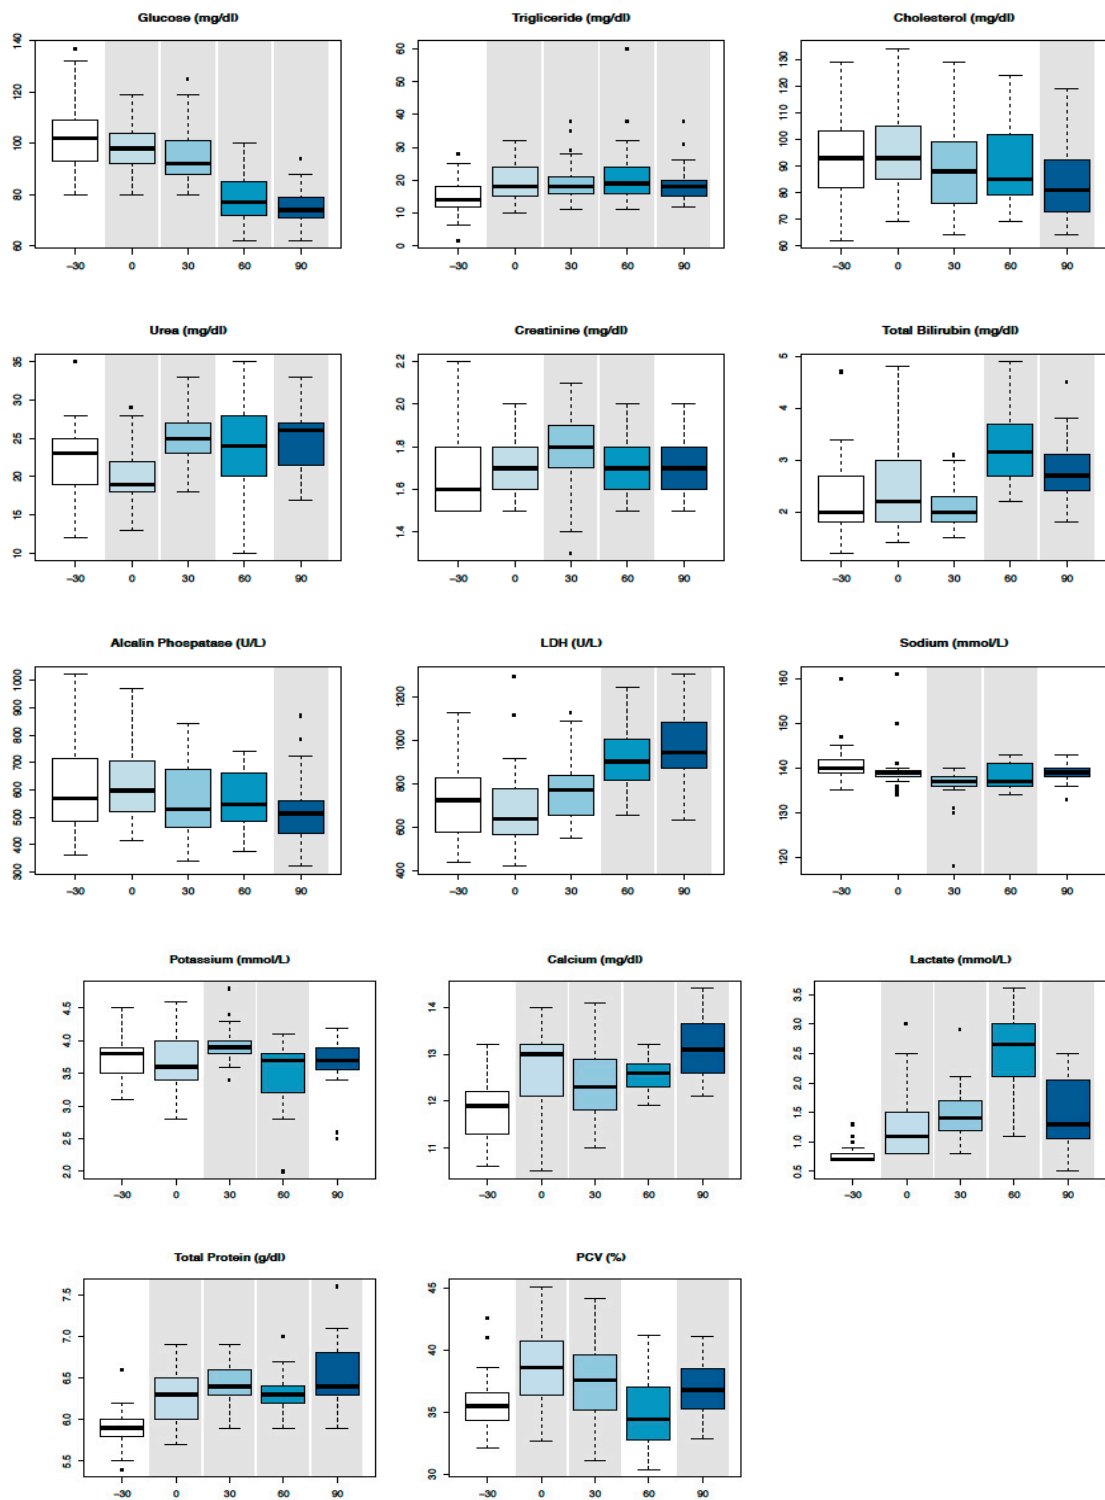 Glucose (mg/dl) Trigliceride (mg/dl) Cholesterol (mg/dl)
140 120 100 80 60
60 50 40 30 20 10 0
130 120 110 100 90 80 70 60
−30 0 30 60 90 −30 0 30 60 90 −30 0 30 60 90
Urea (mg/dl) Creatinine (mg/dl) Total Bilirubin (mg/dl)
35 30 25 20 15 10
2.2 2.0 1.8 1.6 1.4
5 4 3 2
−30 0 30 60 90 −30 0 30 60 90 −30 0 30 60 90
Alcalin Phospatase (U/L) LDH (U/L) Sodium (mmol/L)
1000 900 800 700 600 500 400 300
1200 1000 800 600 400
160 150 140 130 120
−30 0 30 60 90 −30 0 30 60 90 −30 0 30 60 90
Potassium (mmol/L) Calcium (mg/dl) Lactate (mmol/L)
4.5 4.0 3.5 3.0 2.5 2.0
14 13 12 11
3.5 3.0 2.5 2.0 1.5 1.0 0.5
−30 0 30 60 90 −30 0 30 60 90 −30 0 30 60 90
Total Protein (g/dl) PCV (%)
7.5 7.0 6.5 6.0 5.5
45 40 35 30
−30 0 30 60 90 −30 0 30 60 90